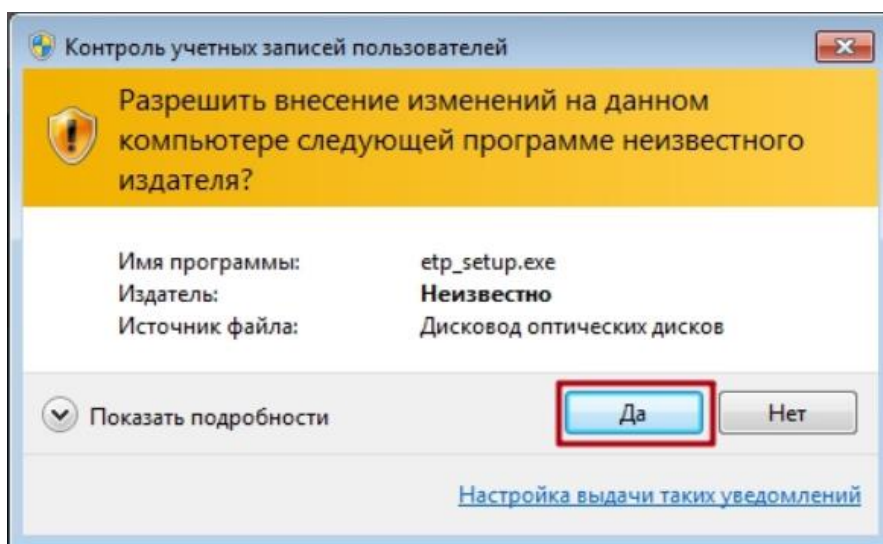 Контроль учетных записей пользователей
Разрешить внесение изменений на данном
компьютере следующей программе неизвестного
издателя?
Имя программы: etp_setup.exe
Издатель: Неизвестно
Источник файла: Дисковод оптических дисков
Показать подробности Да Нет
Настройка выдачи таких уведомлений